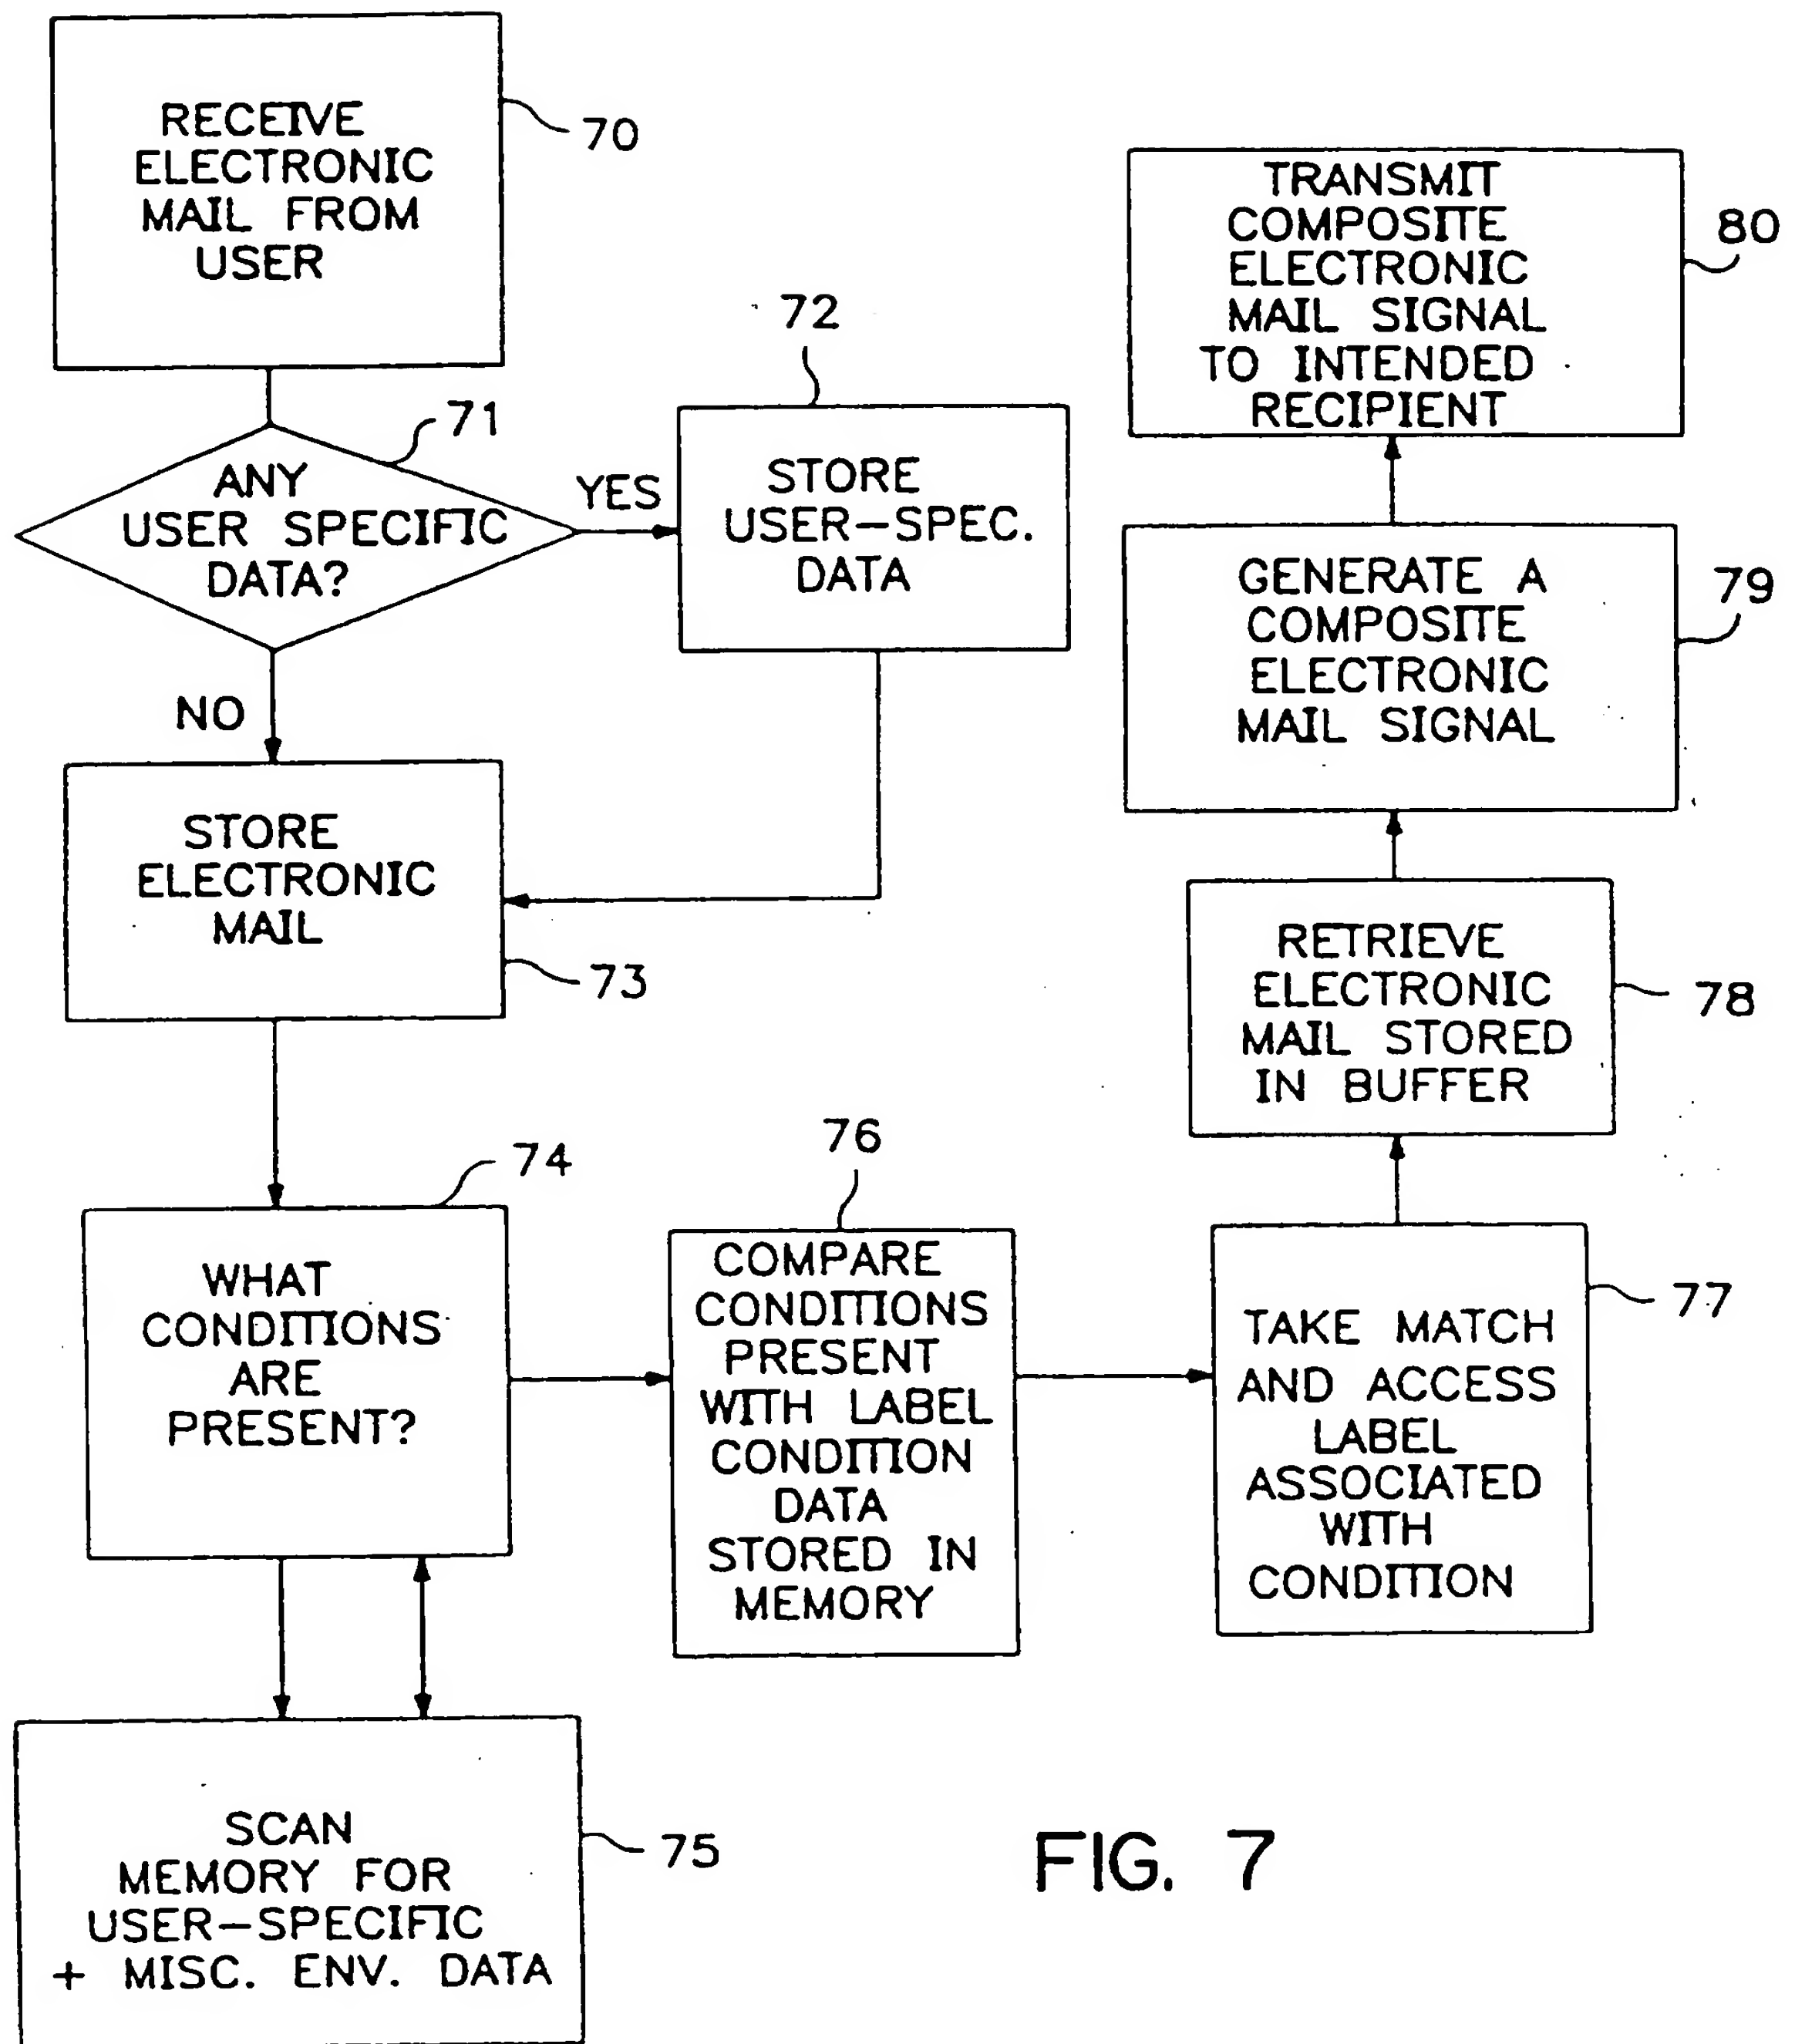 RECEIVE
ELECTRONIC
MAIL FROM
USER
70
71
ANY
USER SPECIFIC
DATA?
YES
NO
72
STORE
USER-SPEC.
DATA
STORE
ELECTRONIC
MAIL
73
74
WHAT
CONDITIONS
ARE
PRESENT?
SCAN
MEMORY FOR
USER-SPECIFIC
+ MISC. ENV. DATA
75
76
COMPARE
CONDITIONS
PRESENT
WITH LABEL
CONDITION
DATA
STORED IN
MEMORY
TAKE MATCH
AND ACCESS
LABEL
ASSOCIATED
WITH
CONDITION
77
RETRIEVE
ELECTRONIC
MAIL STORED
IN BUFFER
78
GENERATE A
COMPOSITE
ELECTRONIC
MAIL SIGNAL
79
TRANSMIT
COMPOSITE
ELECTRONIC
MAIL SIGNAL
TO INTENDED
RECIPIENT
80
FIG. 7